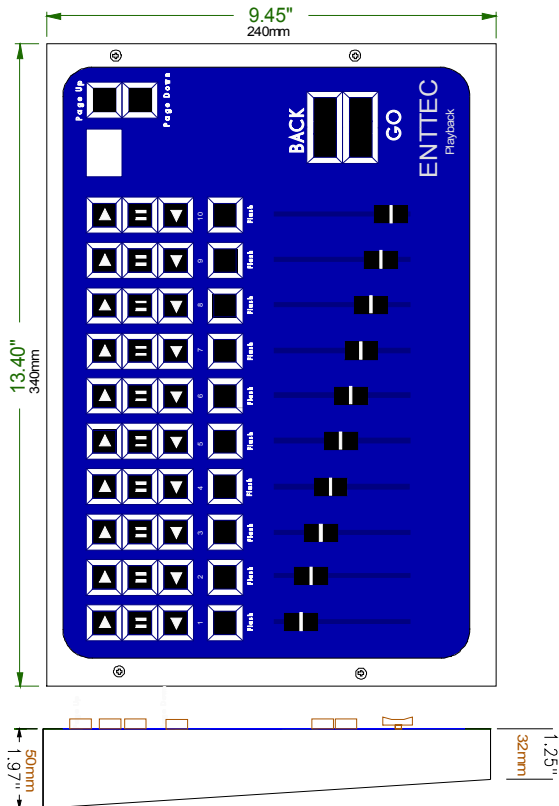 9.45"
240mm
13.40"
340mm
Page Up
Page Down
BACK
GO
ENTTEC
Playback
10
Flash
9
Flash
8
Flash
7
Flash
6
Flash
5
Flash
4
Flash
3
Flash
2
Flash
1
Flash
50mm
1.97"
32mm
1.25"